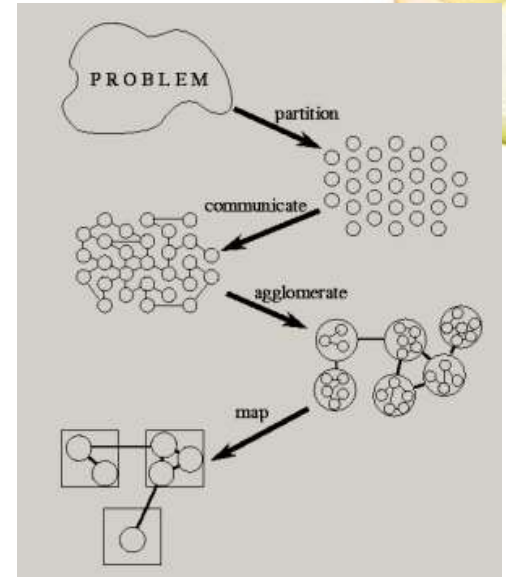 PROBLEM
partition
communicate
agglomerate
map